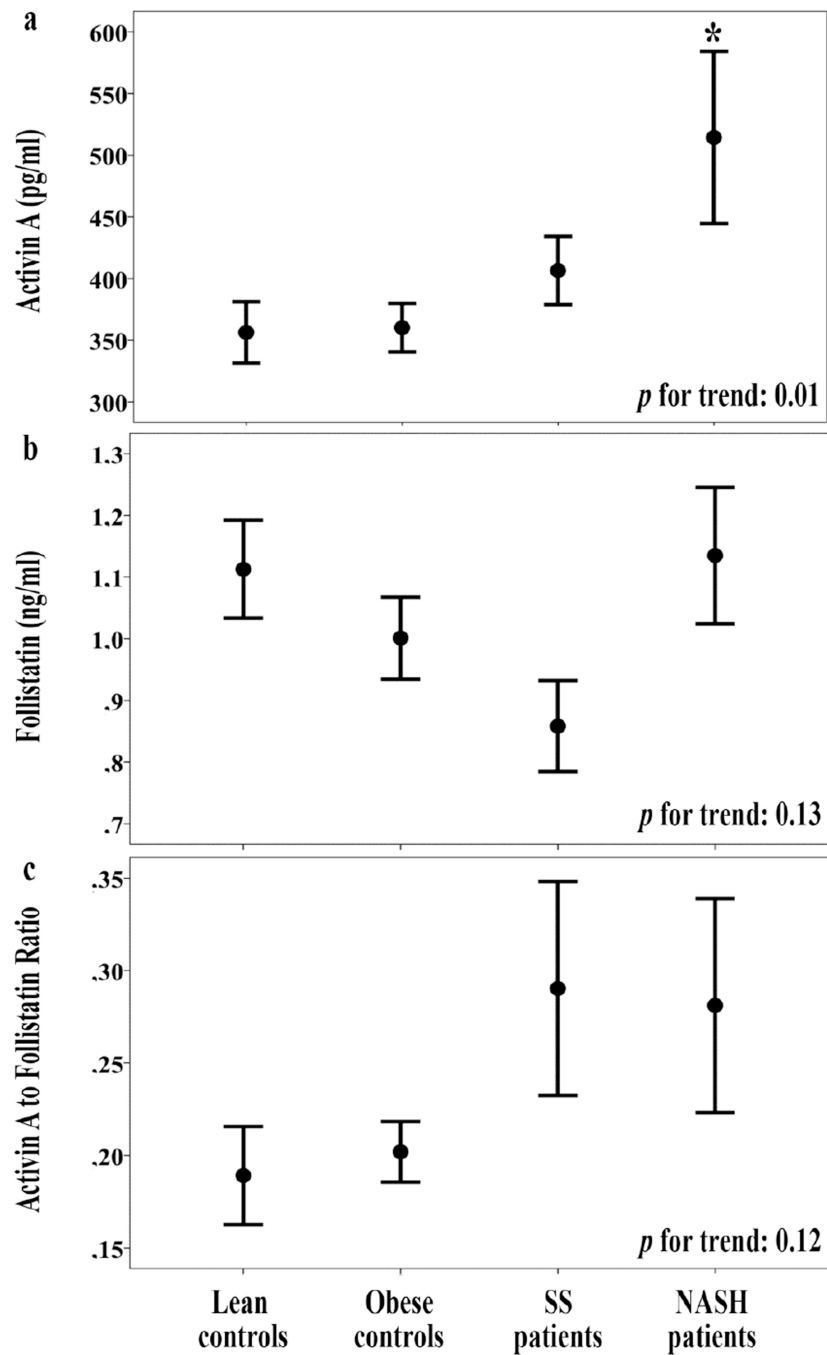 a
Activin A (pg/ml)
600
550
500
450
400
350
300
*
p for trend: 0.01
b
Follistatin (ng/ml)
1.3
1.2
1.1
1.0
.9
.8
.7
p for trend: 0.13
c
Activin A to Follistatin Ratio
.35
.30
.25
.20
.15
p for trend: 0.12
Lean
controls
Obese
controls
SS
patients
NASH
patients